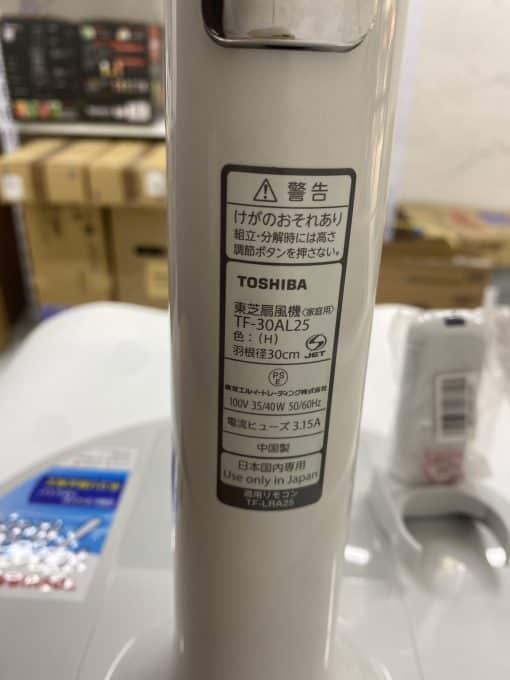 警告
けがのおそれあり
組立・分解時には高さ
調節ボタンを押さない。
TOSHIBA
東芝扇風機〈家庭用〉
TF-30AL25
色：(H)
羽根径30cm
JET
PS
E
東芝エルイートレーディング株式会社
100V 35/40W 50/60Hz
電流ヒューズ 3.15A
中国製
日本国内専用
Use only in Japan
適用リモコン
TF-LRA25